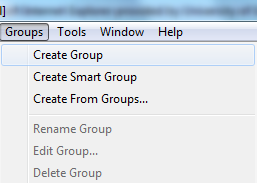 Groups Tools Window Help
Create Group
Create Smart Group
Create From Groups...
Rename Group
Edit Group...
Delete Group